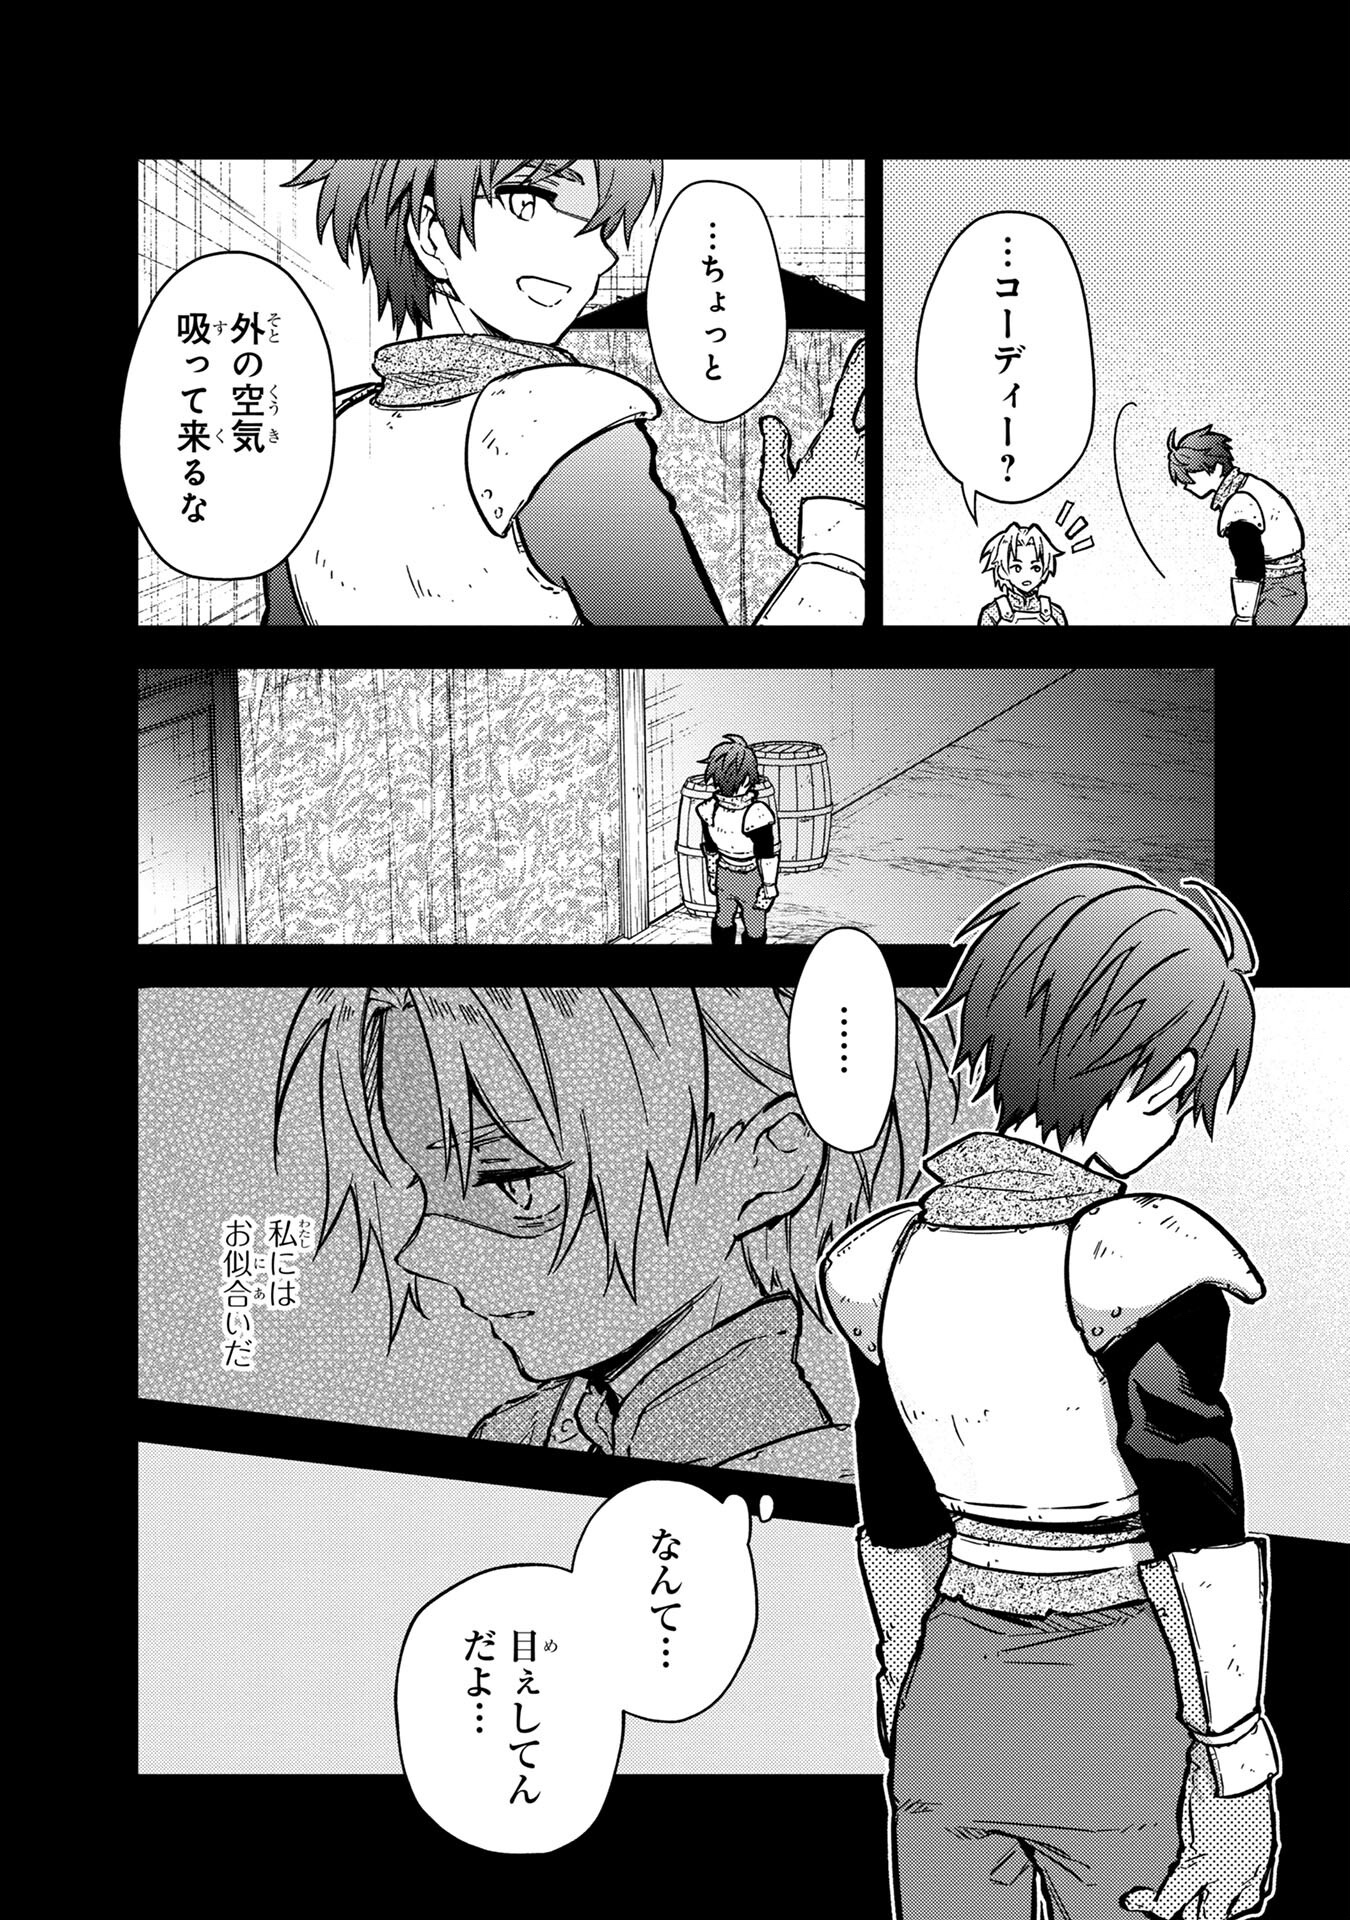 …コーディー？
…ちょっと
外の空気
吸って来るな
……
私には
お似合いだ
なんて…
目ぇしてん
だよ…